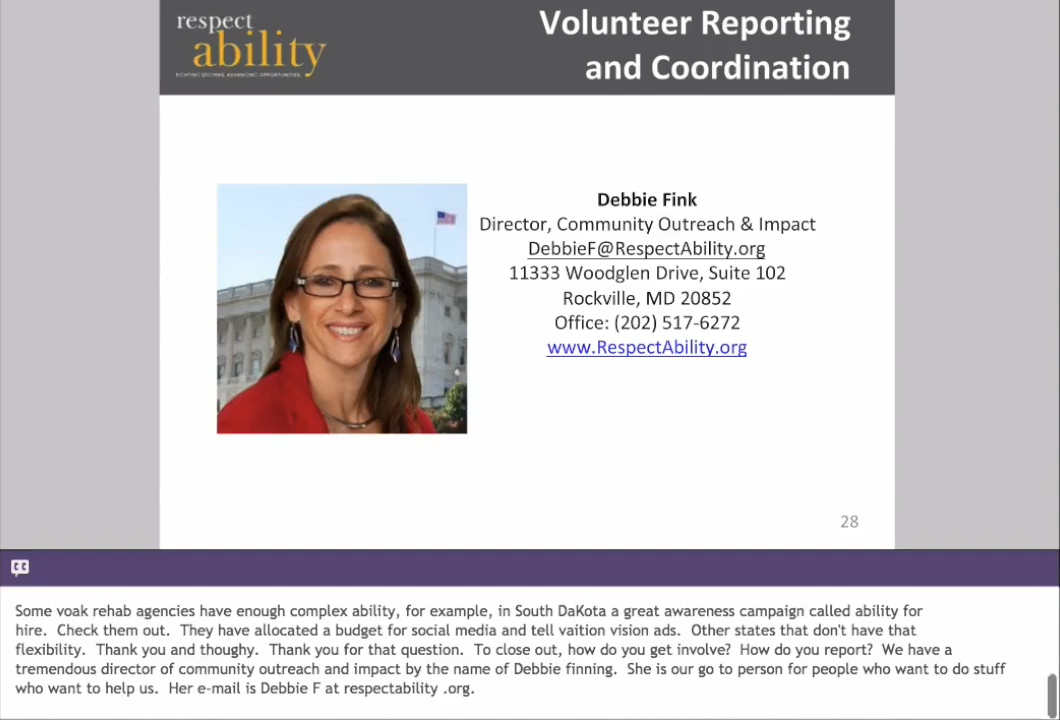 respect
ability
FIGHTING STIGMAS. ADVANCING OPPORTUNITIES.
Volunteer Reporting
and Coordination
Debbie Fink
Director, Community Outreach & Impact
DebbieF@RespectAbility.org
11333 Woodglen Drive, Suite 102
Rockville, MD 20852
Office: (202) 517-6272
www.RespectAbility.org
28
Some voak rehab agencies have enough complex ability, for example, in South DaKota a great awareness campaign called ability for
hire.  Check them out.  They have allocated a budget for social media and tell vaition vision ads.  Other states that don't have that
flexibility.  Thank you and thoughy.  Thank you for that question.  To close out, how do you get involve?  How do you report?  We have a
tremendous director of community outreach and impact by the name of Debbie finning.  She is our go to person for people who want to do stuff
who want to help us.  Her e-mail is Debbie F at respectability .org.